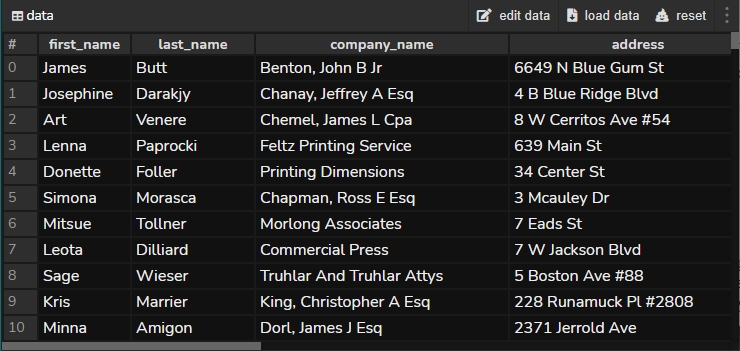 data edit data load data reset
# first_name last_name company_name address
0 James Butt Benton, John B Jr 6649 N Blue Gum St
1 Josephine Darakjy Chanay, Jeffrey A Esq 4 B Blue Ridge Blvd
2 Art Venere Chemel, James L Cpa 8 W Cerritos Ave #54
3 Lenna Paprocki Feltz Printing Service 639 Main St
4 Donette Foller Printing Dimensions 34 Center St
5 Simona Morasca Chapman, Ross E Esq 3 Mcauley Dr
6 Mitsue Tollner Morlong Associates 7 Eads St
7 Leota Dilliard Commercial Press 7 W Jackson Blvd
8 Sage Wieser Truhlar And Truhlar Attys 5 Boston Ave #88
9 Kris Marrier King, Christopher A Esq 228 Runamuck Pl #2808
10 Minna Amigon Dorl, James J Esq 2371 Jerrold Ave